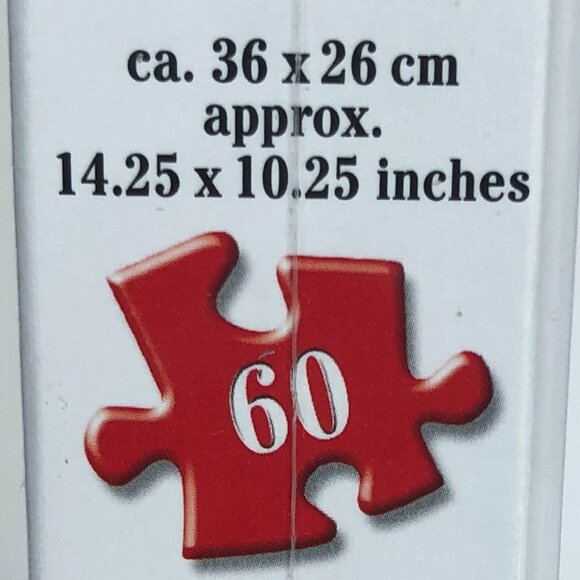 ca. 36 x 26 cm
approx.
14.25 x 10.25 inches
60